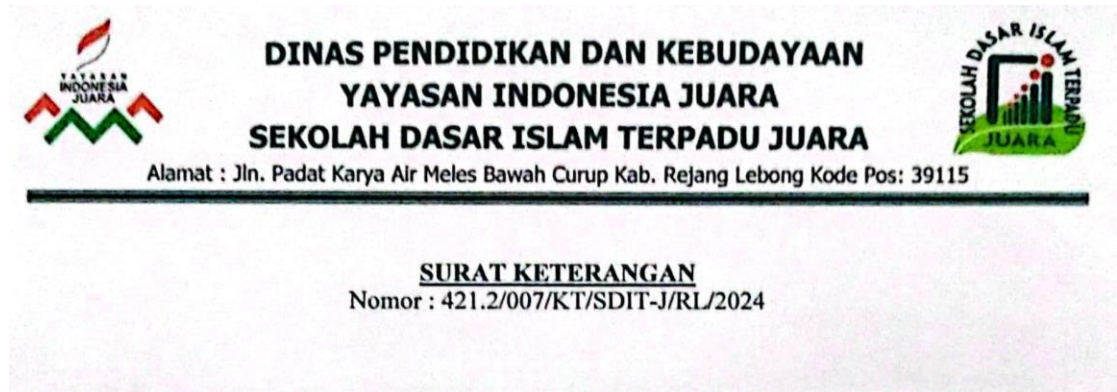 YAYASAN
INDONESIA
JUARA
DINAS PENDIDIKAN DAN KEBUDAYAAN
YAYASAN INDONESIA JUARA
SEKOLAH DASAR ISLAM TERPADU JUARA
Alamat : Jln. Padat Karya Air Meles Bawah Curup Kab. Rejang Lebong Kode Pos: 39115
SEKOLAH DASAR ISLAM TERPADU
JUARA
SURAT KETERANGAN
Nomor : 421.2/007/KT/SDIT-J/RL/2024